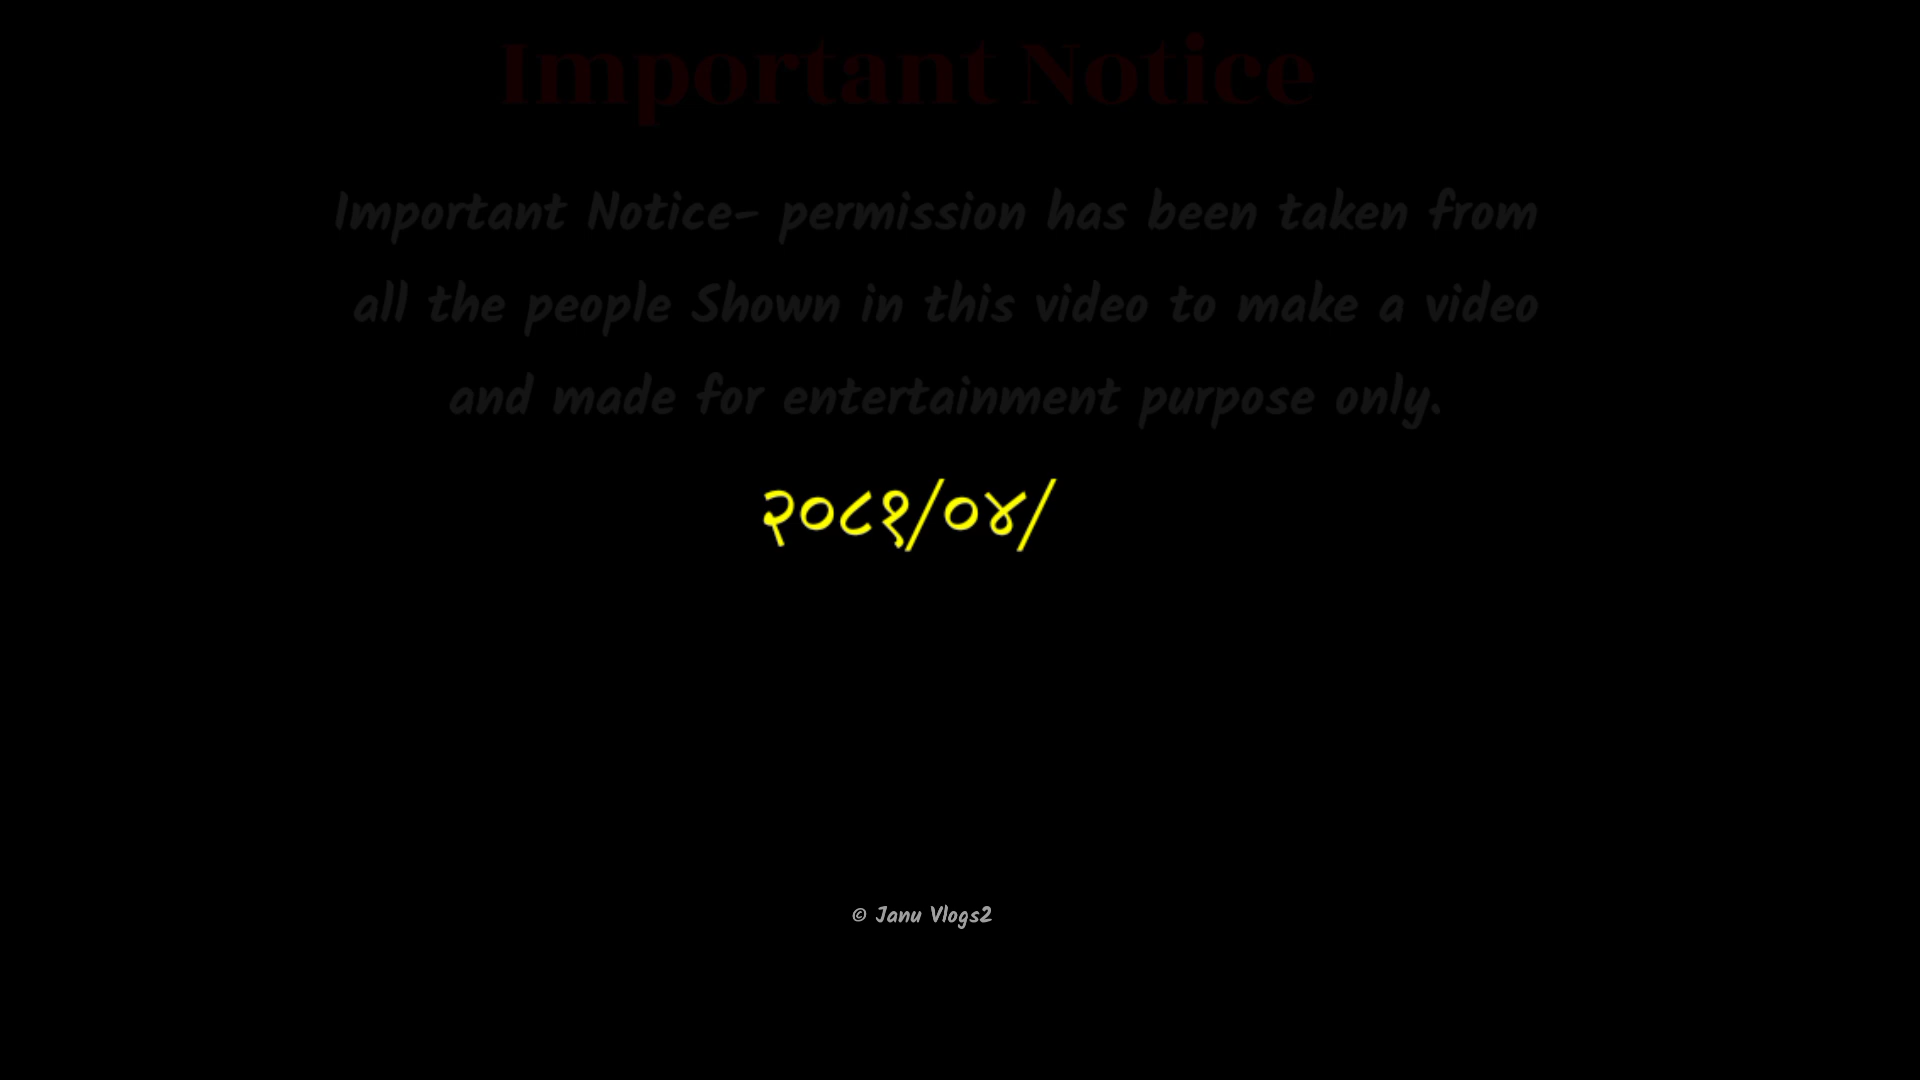 Important Notice
Important Notice- permission has been taken from
all the people Shown in this video to make a video
and made for entertainment purpose only.
२०८१/०४/
© Janu Vlogs2